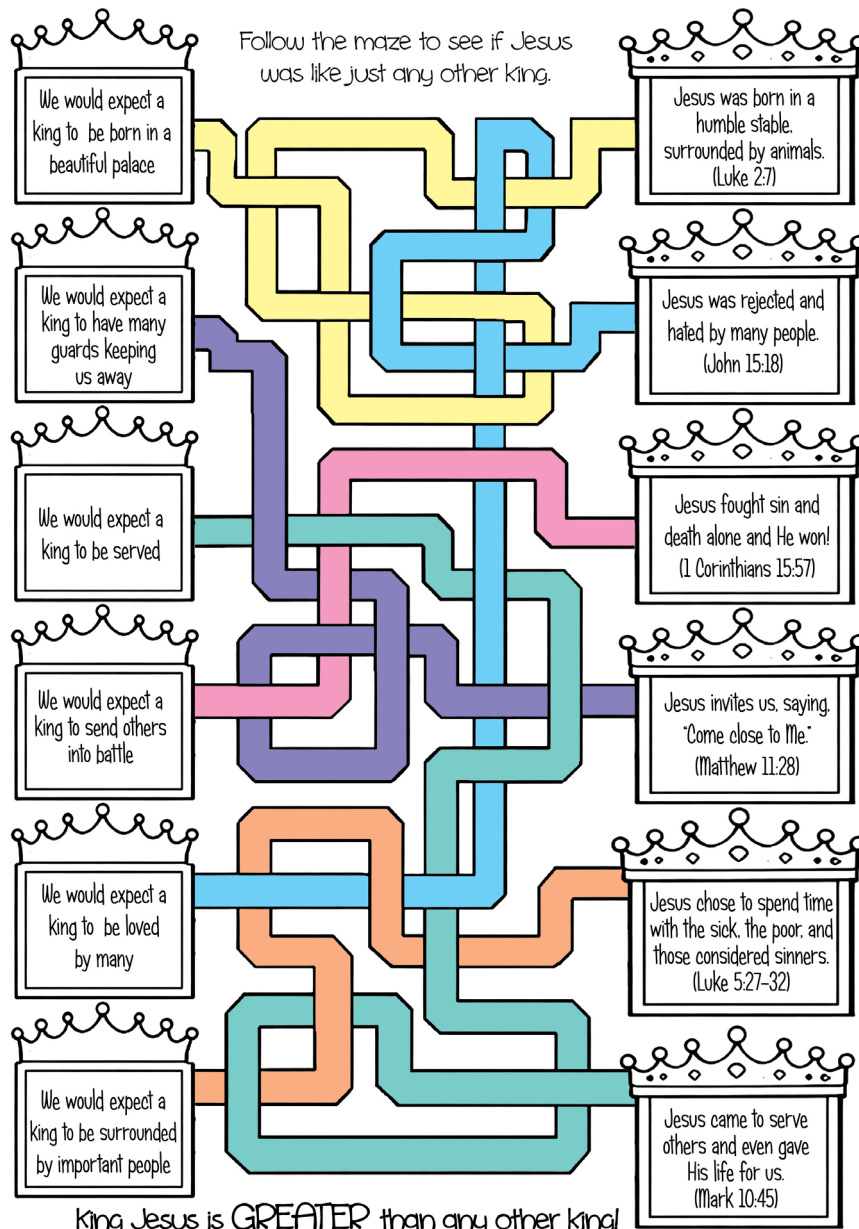 Follow the maze to see if Jesus
was like just any other king.
We would expect a
king to be born in a
beautiful palace
Jesus was born in a
humble stable,
surrounded by animals.
(Luke 2:7)
We would expect a
king to have many
guards keeping
us away
Jesus was rejected and
hated by many people.
(John 15:18)
We would expect a
king to be served
Jesus fought sin and
death alone and He won!
(1 Corinthians 15:57)
We would expect a
king to send others
into battle
Jesus invites us, saying,
"Come close to Me."
(Matthew 11:28)
We would expect a
king to be loved
by many
Jesus chose to spend time
with the sick, the poor, and
those considered sinners.
(Luke 5:27-32)
We would expect a
king to be surrounded
by important people
Jesus came to serve
others and even gave
His life for us.
(Mark 10:45)
King Jesus is GREATER than any other king!